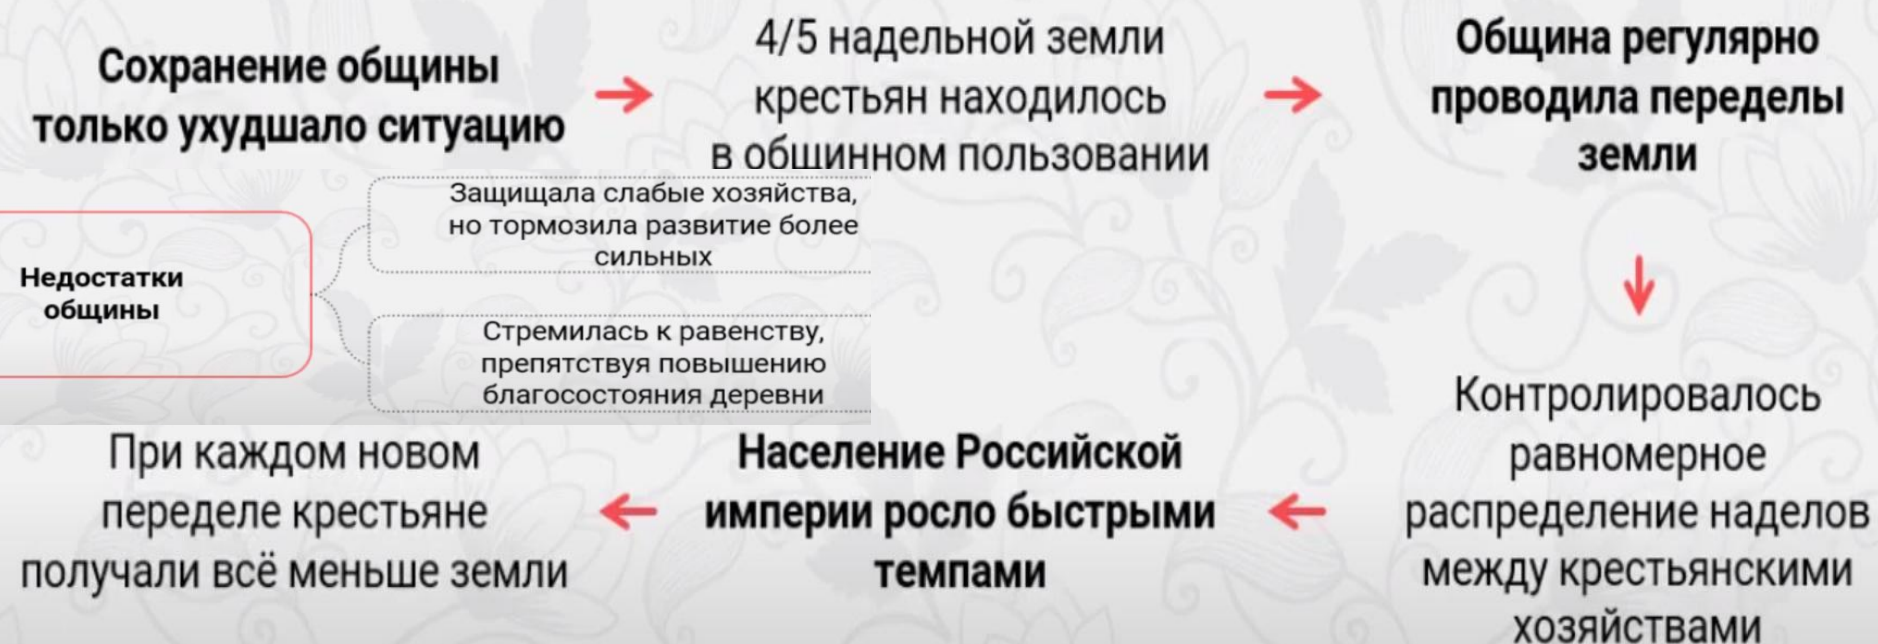 Сохранение общины
только ухудшало ситуацию
4/5 надельной земли
крестьян находилось
в общинном пользовании
Община регулярно
проводила переделы
земли
Контролировалось
равномерное
распределение наделов
между крестьянскими
хозяйствами
Население Российской
империи росло быстрыми
темпами
При каждом новом
переделе крестьяне
получали всё меньше земли
Недостатки
общины
Защищала слабые хозяйства,
но тормозила развитие более
сильных
Стремилась к равенству,
препятствуя повышению
благосостояния деревни